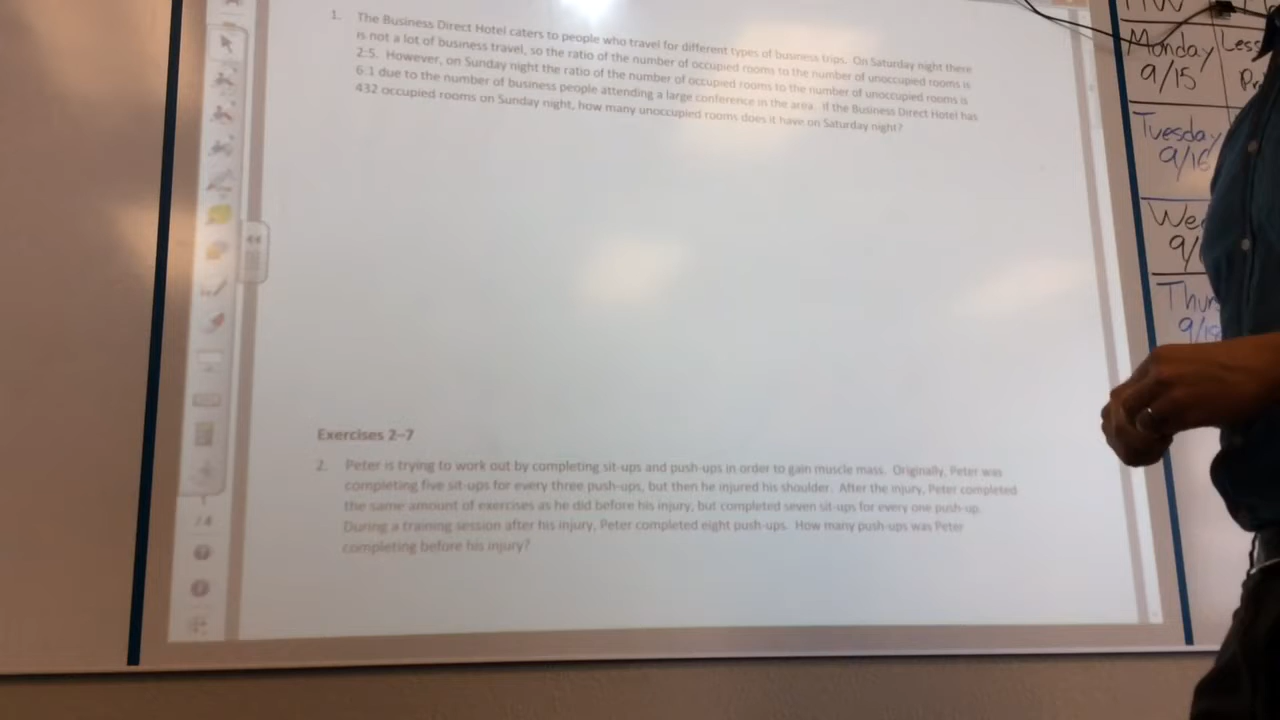 1. The Business Direct Hotel caters to people who travel for different types of business trips. On Saturday night there
is not a lot of business travel, so the ratio of the number of occupied rooms to the number of unoccupied rooms is
2:5. However, on Sunday night the ratio of the number of occupied rooms to the number of unoccupied rooms is
6:1 due to the number of business people attending a large conference in the area. If the Business Direct Hotel has
432 occupied rooms on Sunday night, how many unoccupied rooms does it have on Saturday night?
Exercises 2–7
2. Peter is trying to work out by completing sit-ups and push-ups in order to gain muscle mass. Originally, Peter was
completing five sit-ups for every three push-ups, but then he injured his shoulder. After the injury, Peter completed
the same amount of exercises as he did before his injury, but completed seven sit-ups for every one push-up.
During a training session after his injury, Peter completed eight push-ups. How many push-ups was Peter
completing before his injury?
HW
Monday
9/15
Less
Pr
Tuesday
9/16
We
9/
Thurs